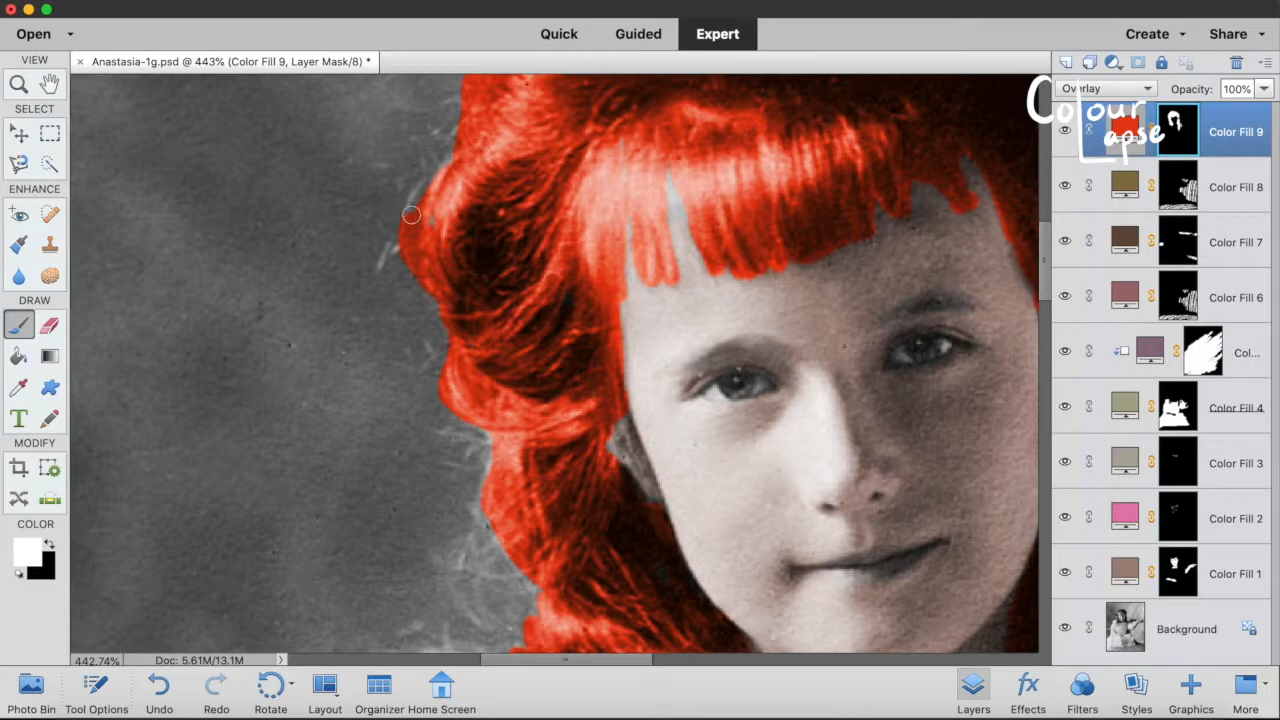 Open
Quick
Guided
Expert
Create
Share
VIEW
SELECT
ENHANCE
DRAW
T
MODIFY
COLOR
Anastasia-1g.psd @ 443% (Color Fill 9, Layer Mask/8) *
Overlay
Opacity: 100%
Colour
Lapse
Color Fill 9
Color Fill 8
Color Fill 7
Color Fill 6
Col...
Color Fill 4
Color Fill 3
Color Fill 2
Color Fill 1
Background
442.74%
Doc: 5.61M/13.1M
Photo Bin
Tool Options
Undo
Redo
Rotate
Layout
Organizer
Home Screen
Layers
fx
Effects
Filters
Styles
Graphics
More